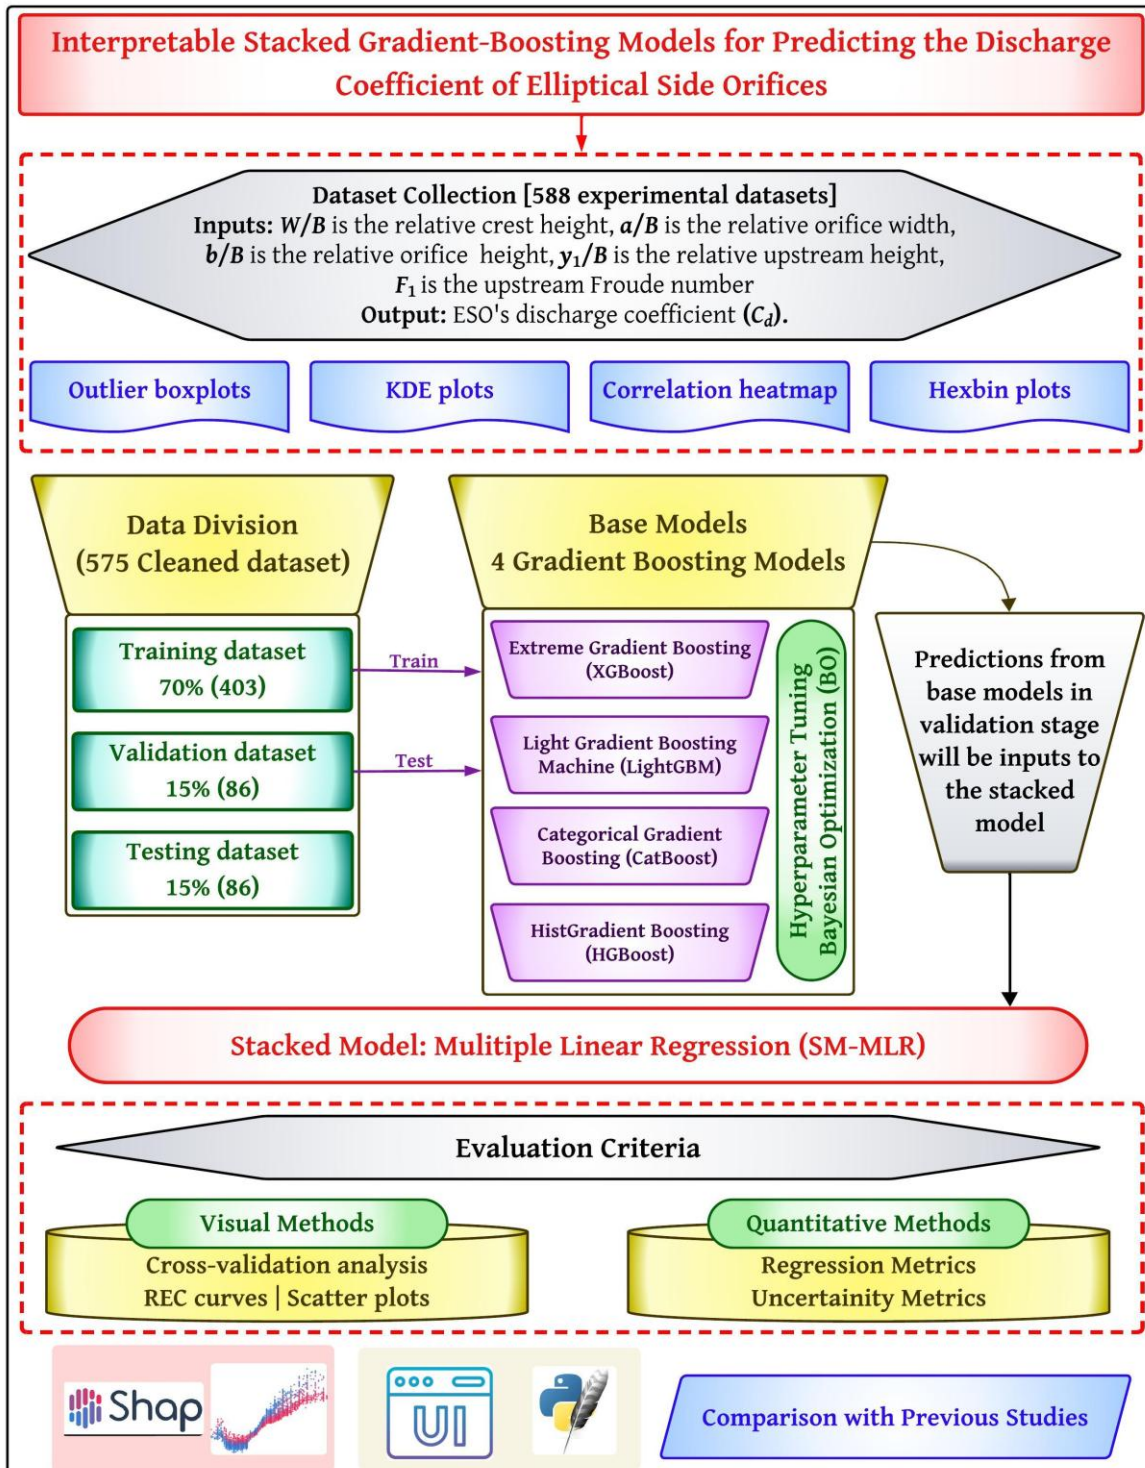 Interpretable Stacked Gradient-Boosting Models for Predicting the Discharge
Coefficient of Elliptical Side Orifices
Dataset Collection [588 experimental datasets]
Inputs: W/B is the relative crest height, a/B is the relative orifice width,
b/B is the relative orifice height, y₁/B is the relative upstream height,
F₁ is the upstream Froude number
Output: ESO's discharge coefficient (C_d).
Outlier boxplots
KDE plots
Correlation heatmap
Hexbin plots
Data Division
(575 Cleaned dataset)
Training dataset
70% (403)
Validation dataset
15% (86)
Testing dataset
15% (86)
Train
Test
Base Models
4 Gradient Boosting Models
Extreme Gradient Boosting
(XGBoost)
Light Gradient Boosting
Machine (LightGBM)
Categorical Gradient
Boosting (CatBoost)
HistGradient Boosting
(HGBoost)
Hyperparameter Tuning
Bayesian Optimization (BO)
Predictions from
base models in
validation stage
will be inputs to
the stacked
model
Stacked Model: Mulitiple Linear Regression (SM-MLR)
Evaluation Criteria
Visual Methods
Cross-validation analysis
REC curves | Scatter plots
Quantitative Methods
Regression Metrics
Uncertainity Metrics
Shap
UI
Comparison with Previous Studies